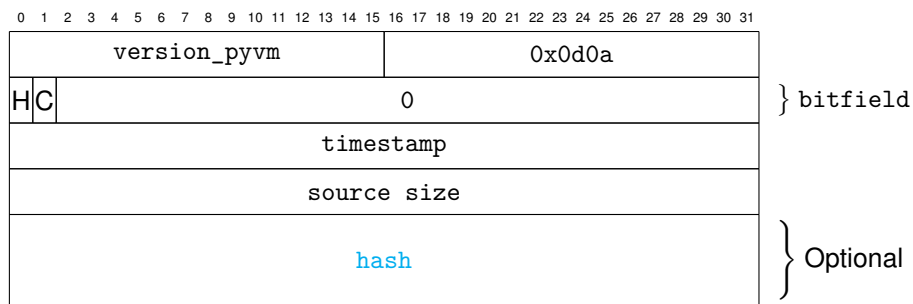 0 1 2 3 4 5 6 7 8 9 10 11 12 13 14 15 16 17 18 19 20 21 22 23 24 25 26 27 28 29 30 31
version_pyvm 0x0d0a
H C 0 } bitfield
timestamp
source size
hash } Optional